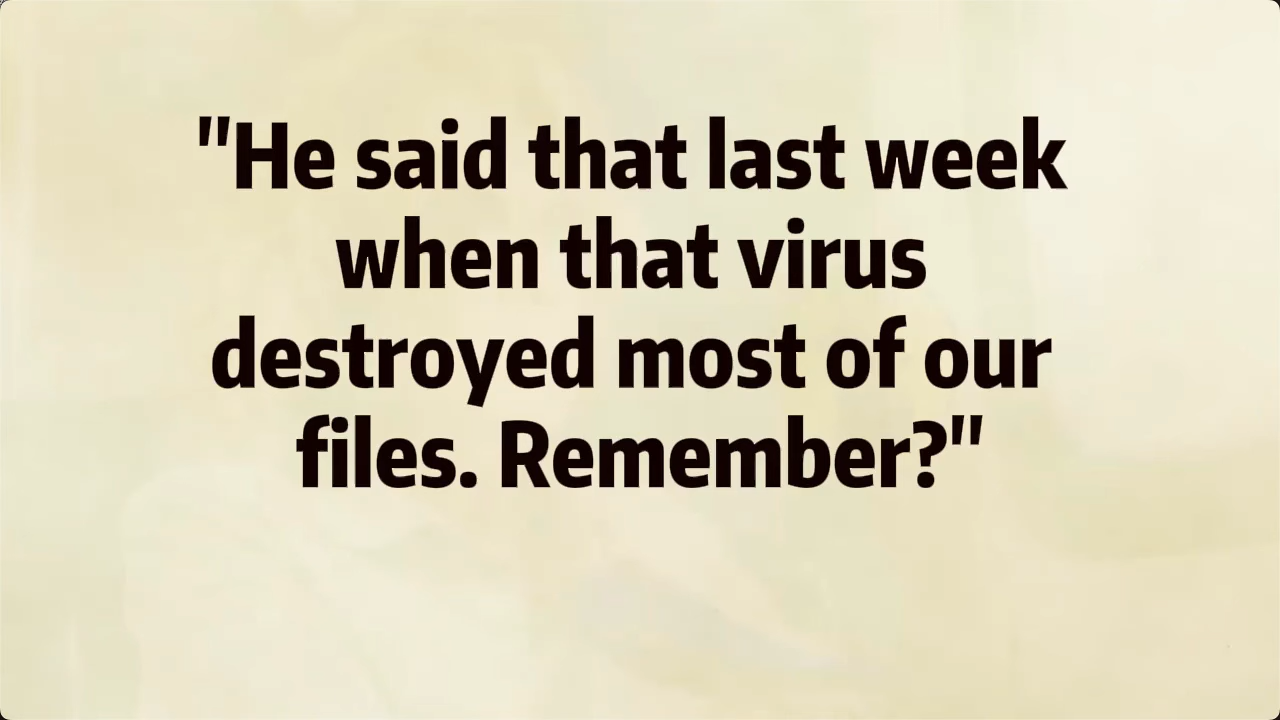 "He said that last week
when that virus
destroyed most of our
files. Remember?"